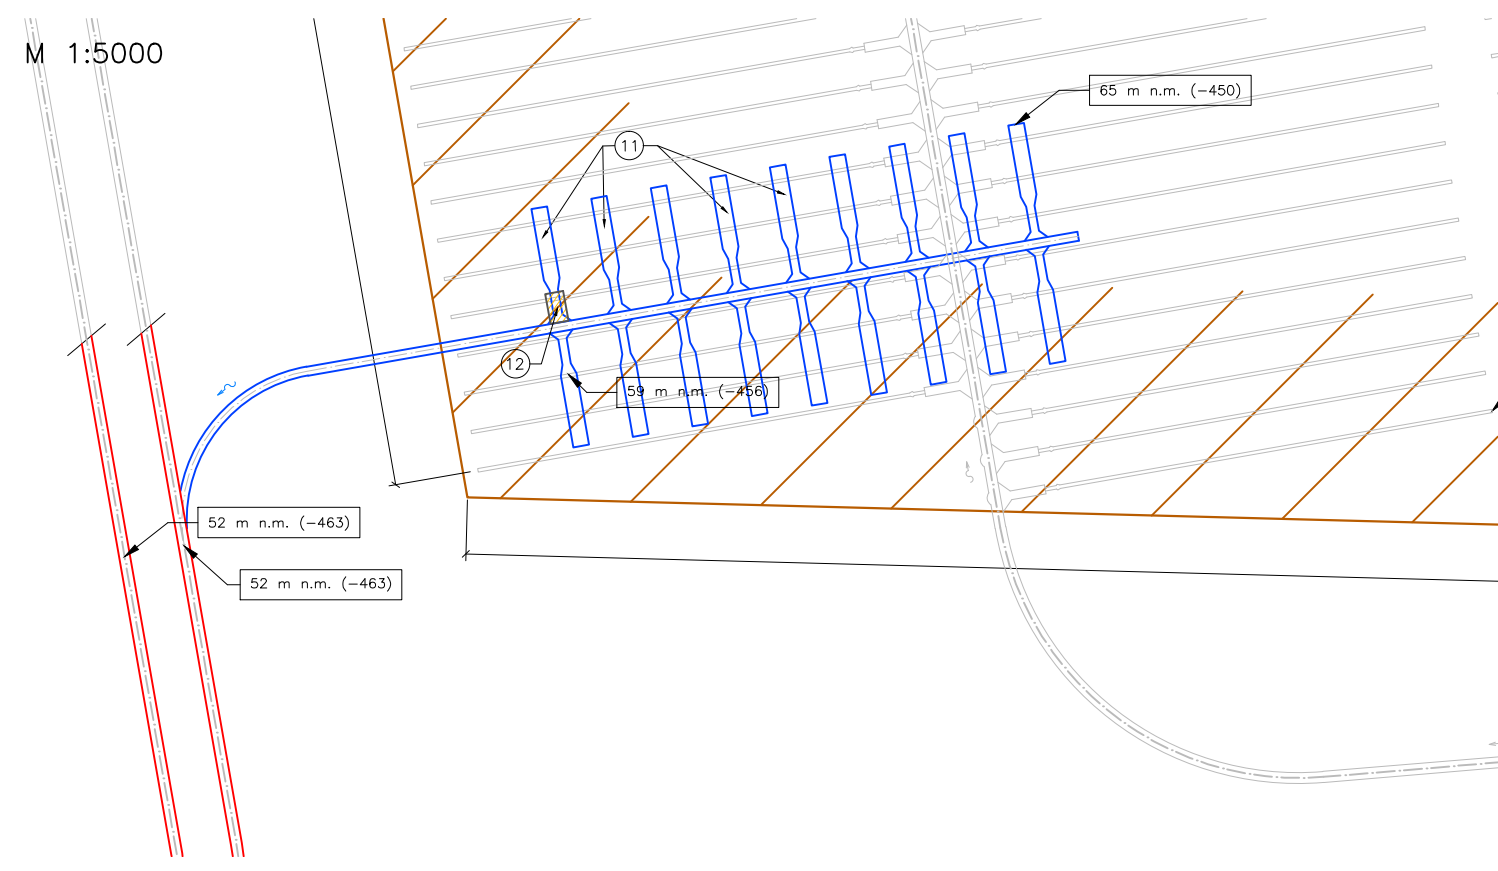 M 1:5000
65 m n.m. (-450)
11
12
59 m n.m. (-456)
52 m n.m. (-463)
52 m n.m. (-463)